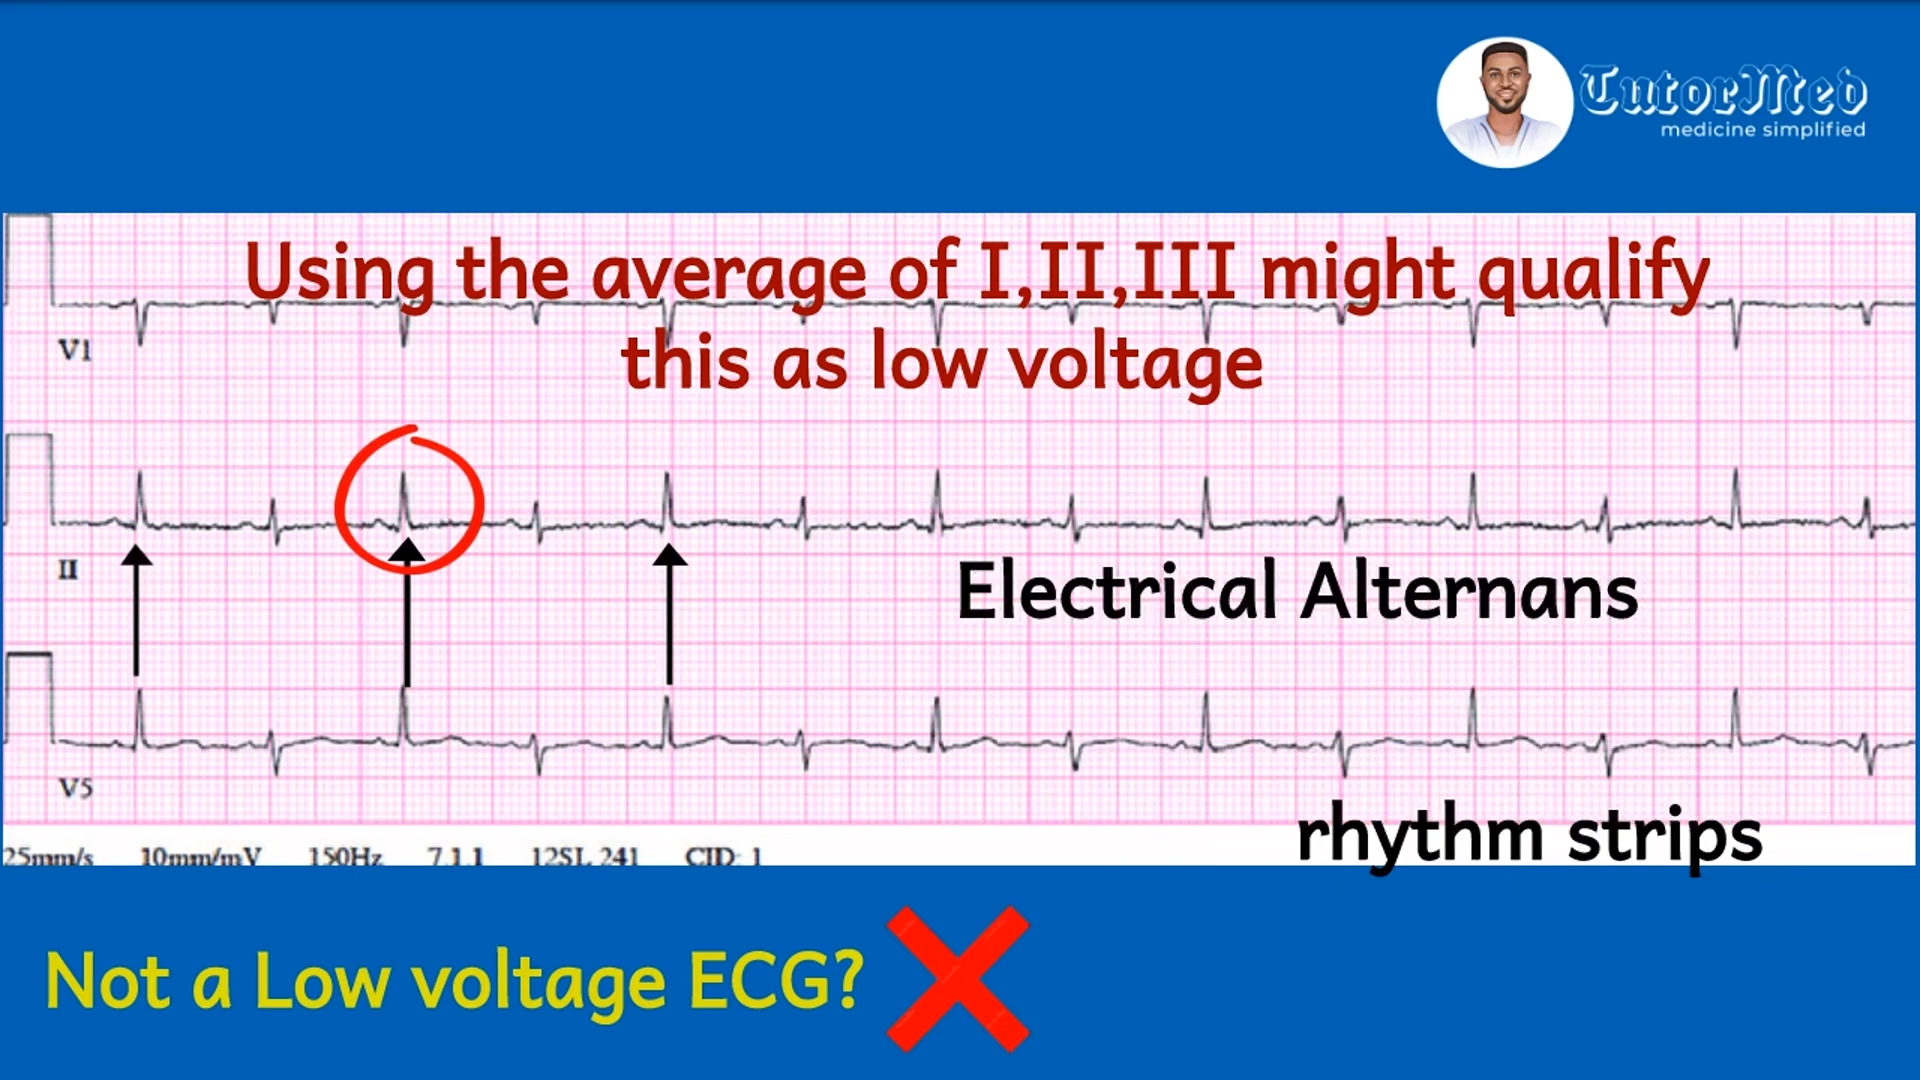 TutorMed
medicine simplified
Using the average of I,II,III might qualify
this as low voltage
V1
II
Electrical Alternans
V5
rhythm strips
25mm/s 10mm/mV 150Hz 7.1.1 12SL 241 CID: 1
Not a Low voltage ECG?